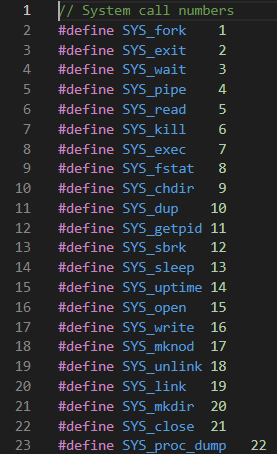 1 // System call numbers
2 #define SYS_fork    1
3 #define SYS_exit    2
4 #define SYS_wait    3
5 #define SYS_pipe    4
6 #define SYS_read    5
7 #define SYS_kill    6
8 #define SYS_exec    7
9 #define SYS_fstat   8
10 #define SYS_chdir   9
11 #define SYS_dup    10
12 #define SYS_getpid 11
13 #define SYS_sbrk   12
14 #define SYS_sleep  13
15 #define SYS_uptime 14
16 #define SYS_open   15
17 #define SYS_write  16
18 #define SYS_mknod  17
19 #define SYS_unlink 18
20 #define SYS_link   19
21 #define SYS_mkdir  20
22 #define SYS_close  21
23 #define SYS_proc_dump   22